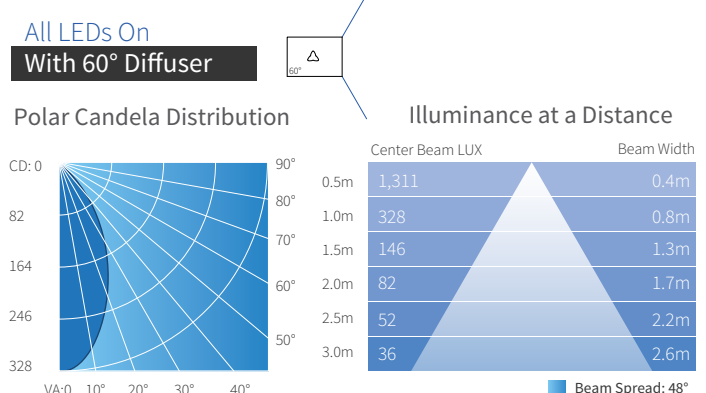 All LEDs On
With 60° Diffuser
60°
Polar Candela Distribution
CD: 0
82
164
246
328
90°
80°
70°
60°
50°
VA:0 10° 20° 30° 40°
Illuminance at a Distance
Center Beam LUX Beam Width
0.5m 1,311 0.4m
1.0m 328 0.8m
1.5m 146 1.3m
2.0m 82 1.7m
2.5m 52 2.2m
3.0m 36 2.6m
Beam Spread: 48°